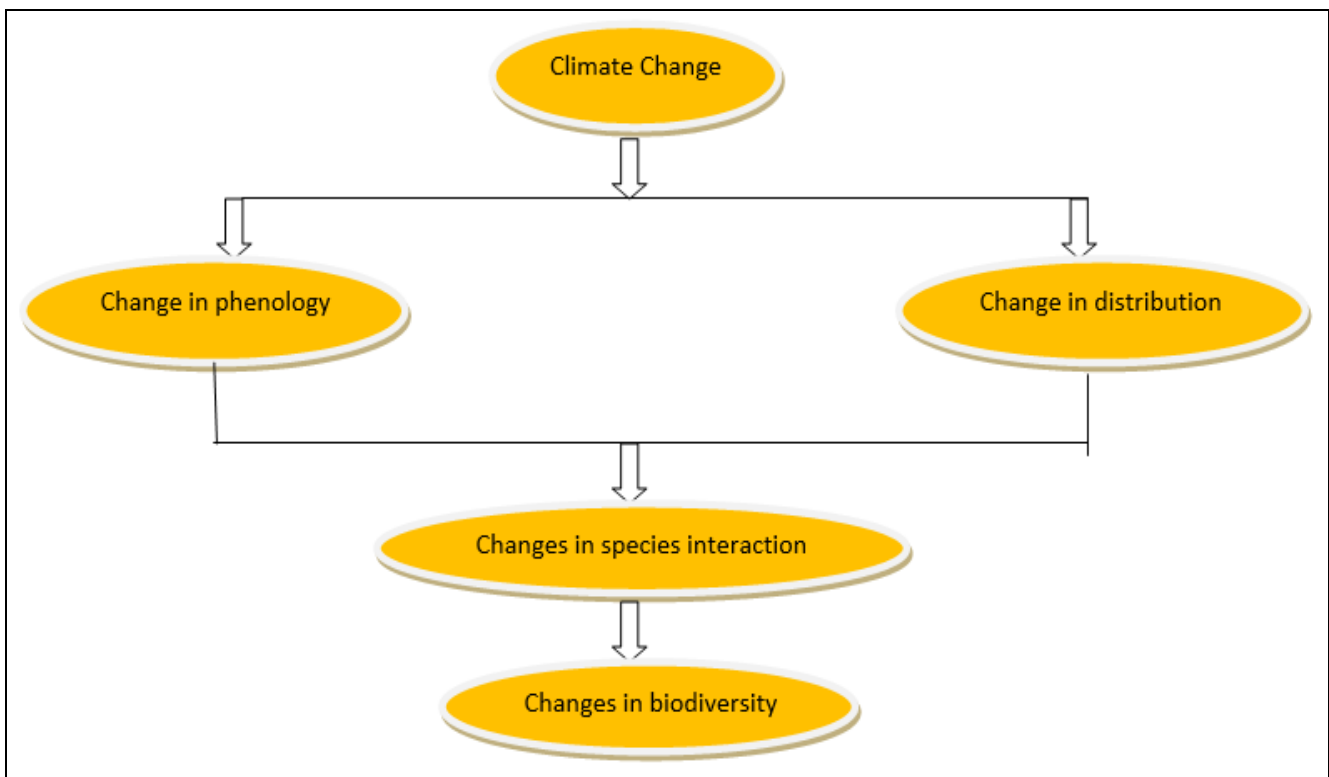 Climate Change
Change in phenology
Change in distribution
Changes in species interaction
Changes in biodiversity